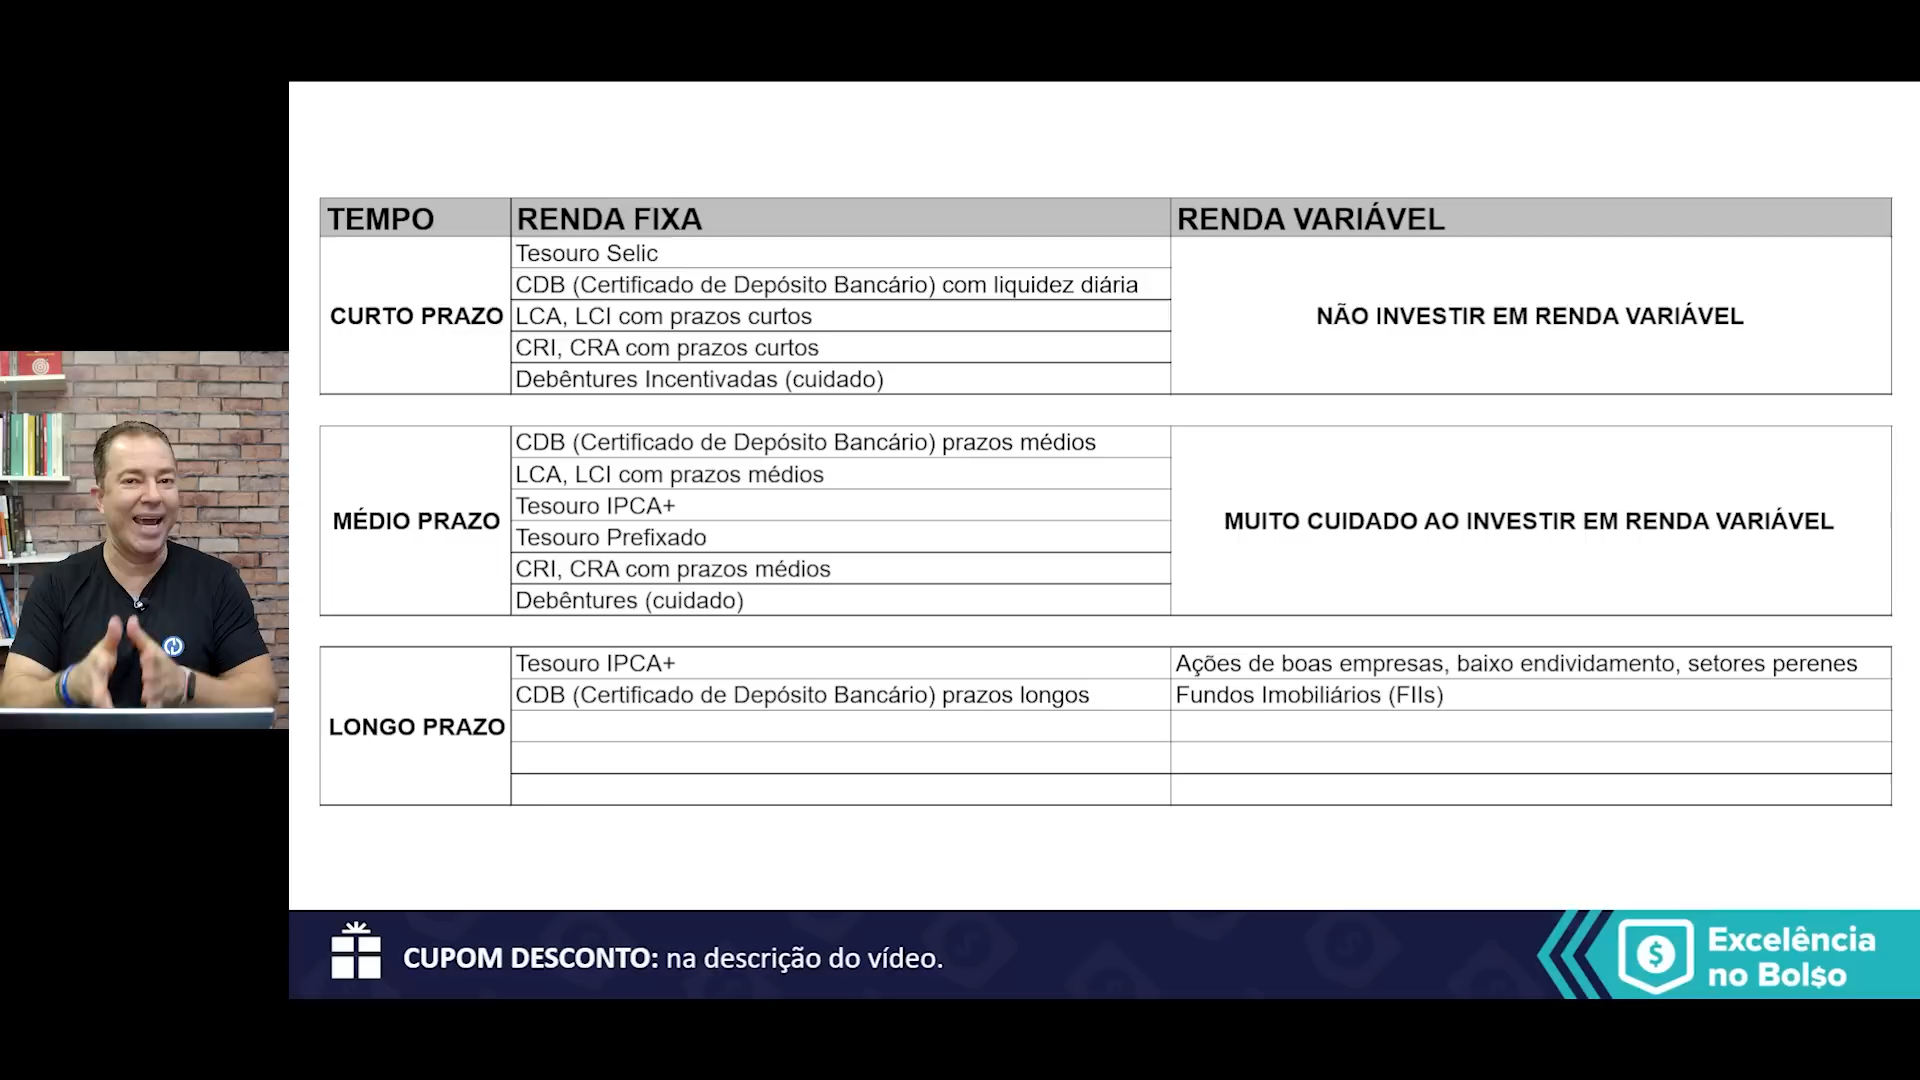 TEMPO RENDA FIXA RENDA VARIÁVEL
CURTO PRAZO
Tesouro Selic
CDB (Certificado de Depósito Bancário) com liquidez diária
LCA, LCI com prazos curtos
CRI, CRA com prazos curtos
Debêntures Incentivadas (cuidado)
NÃO INVESTIR EM RENDA VARIÁVEL
MÉDIO PRAZO
CDB (Certificado de Depósito Bancário) prazos médios
LCA, LCI com prazos médios
Tesouro IPCA+
Tesouro Prefixado
CRI, CRA com prazos médios
Debêntures (cuidado)
MUITO CUIDADO AO INVESTIR EM RENDA VARIÁVEL
LONGO PRAZO
Tesouro IPCA+
Ações de boas empresas, baixo endividamento, setores perenes
CDB (Certificado de Depósito Bancário) prazos longos
Fundos Imobiliários (FIIs)
CUPOM DESCONTO: na descrição do vídeo.
Excelência
no Bol$o